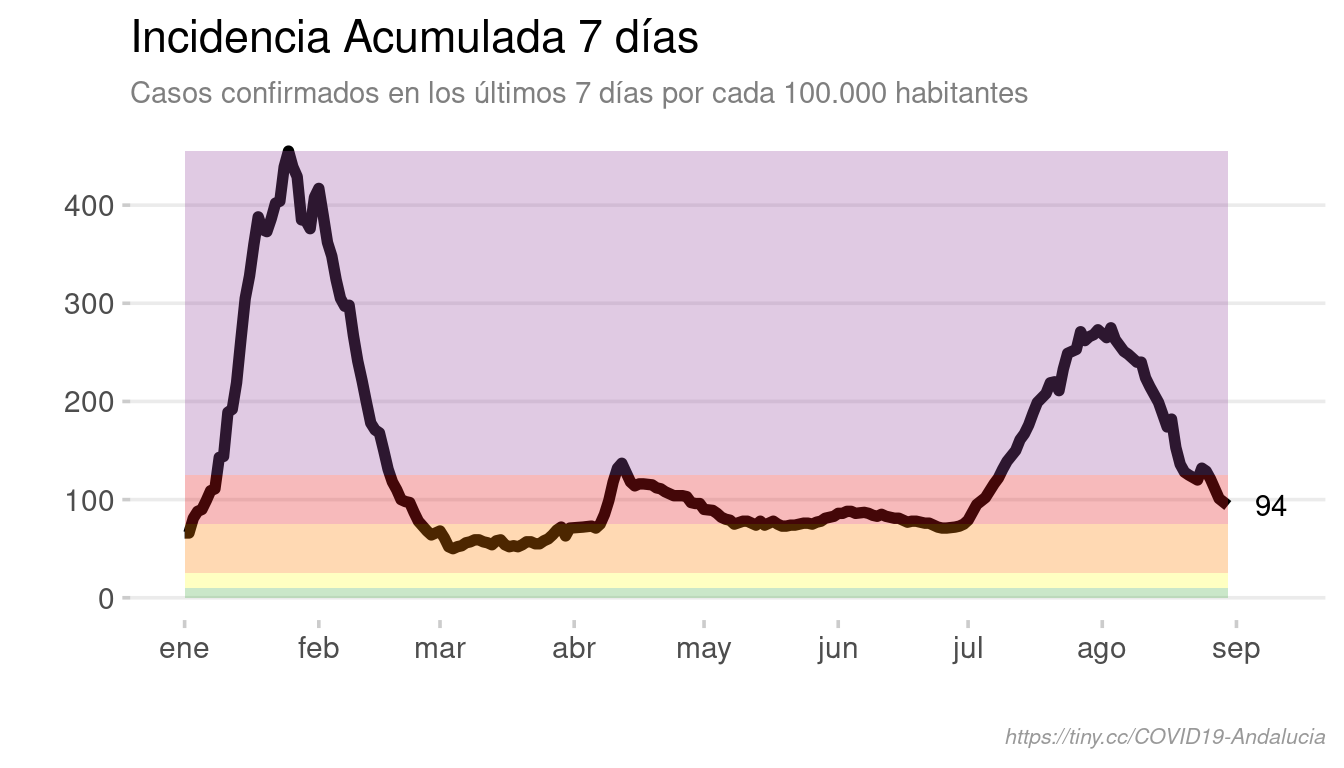 Incidencia Acumulada 7 días
Casos confirmados en los últimos 7 días por cada 100.000 habitantes
400
300
200
100
0
94
ene feb mar abr may jun jul ago sep
https://tiny.cc/COVID19-Andalucia